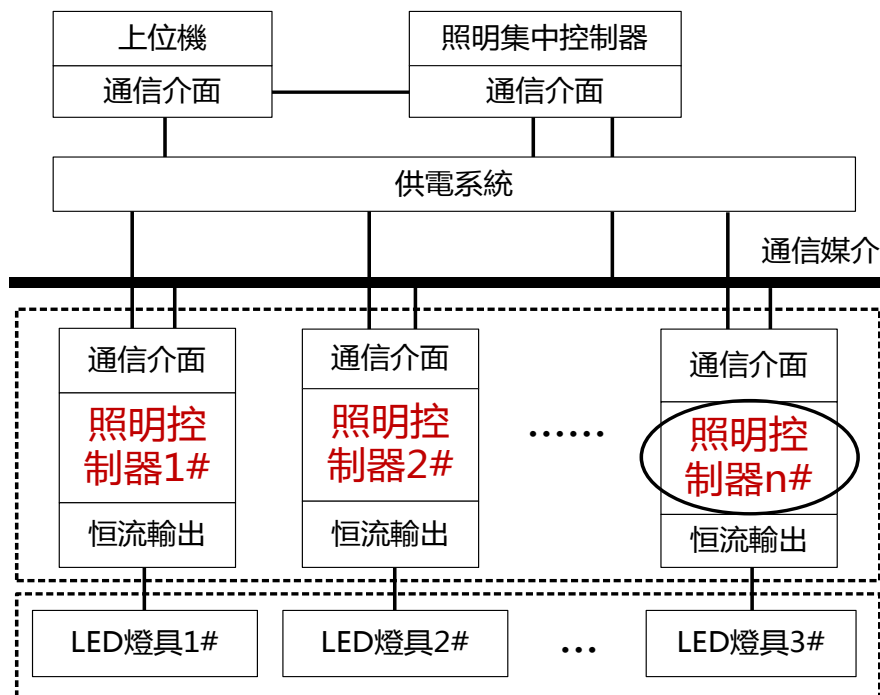 上位機
照明集中控制器
通信介面
通信介面
供電系統
通信媒介
通信介面
通信介面
通信介面
照明控
制器1#
照明控
制器2#
......
照明控
制器n#
恒流輸出
恒流輸出
恒流輸出
LED燈具1#
LED燈具2#
...
LED燈具3#